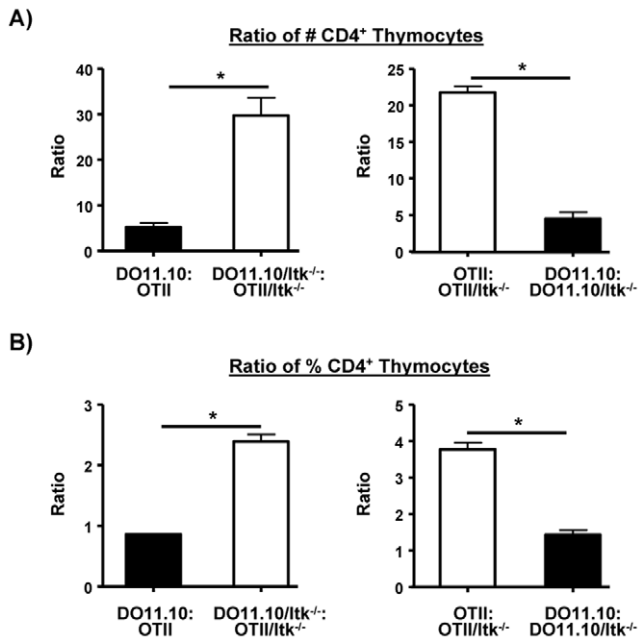 A)
Ratio of # CD4+ Thymocytes
Ratio
40
30
20
10
0
*
DO11.10:
OTII
DO11.10/Itk-/-:
OTII/Itk-/-
Ratio
25
20
15
10
5
0
*
OTII:
OTII/Itk-/-
DO11.10:
DO11.10/Itk-/-
B)
Ratio of % CD4+ Thymocytes
Ratio
3
2
1
0
*
DO11.10:
OTII
DO11.10/Itk-/-:
OTII/Itk-/-
Ratio
5
4
3
2
1
0
*
OTII:
OTII/Itk-/-
DO11.10:
DO11.10/Itk-/-